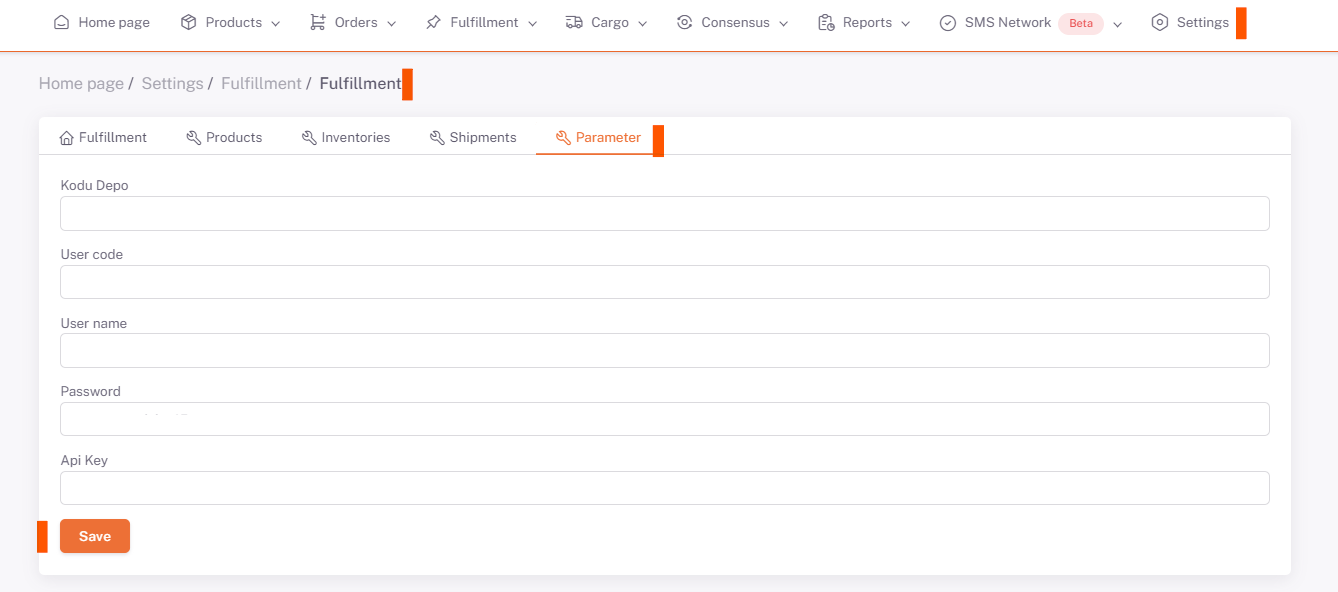 Home page Products Orders Fulfillment Cargo Consensus Reports SMS Network Beta Settings
Home page / Settings / Fulfillment / Fulfillment
Fulfillment Products Inventories Shipments Parameter
Kodu Depo
User code
User name
Password
Api Key
Save